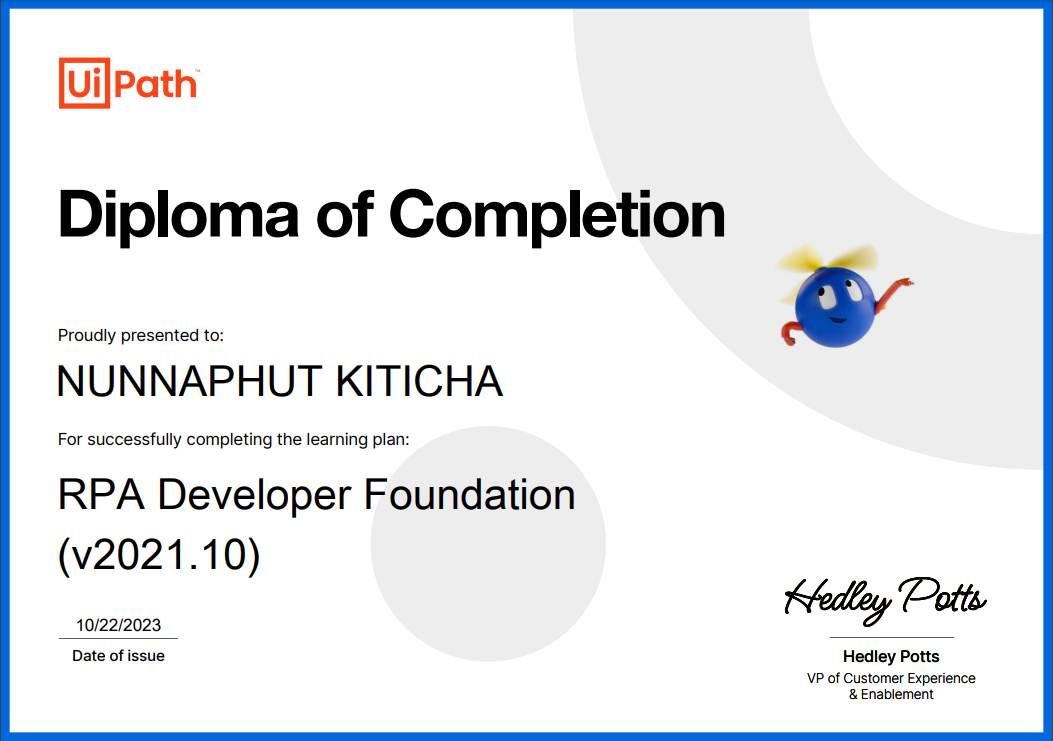 UiPath™
Diploma of Completion
Proudly presented to:
NUNNAPHUT KITICHA
For successfully completing the learning plan:
RPA Developer Foundation
(v2021.10)
10/22/2023
Date of issue
Hedley Potts
Hedley Potts
VP of Customer Experience
& Enablement